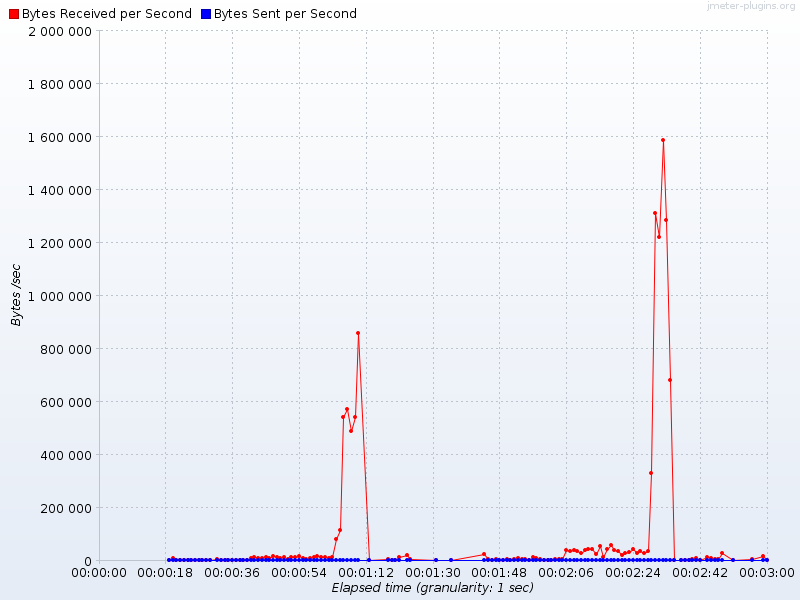 jmeter-plugins.org
Bytes Received per Second Bytes Sent per Second
2 000 000
1 800 000
1 600 000
1 400 000
1 200 000
1 000 000
800 000
600 000
400 000
200 000
0
Bytes /sec
00:00:00 00:00:18 00:00:36 00:00:54 00:01:12 00:01:30 00:01:48 00:02:06 00:02:24 00:02:42 00:03:00
Elapsed time (granularity: 1 sec)